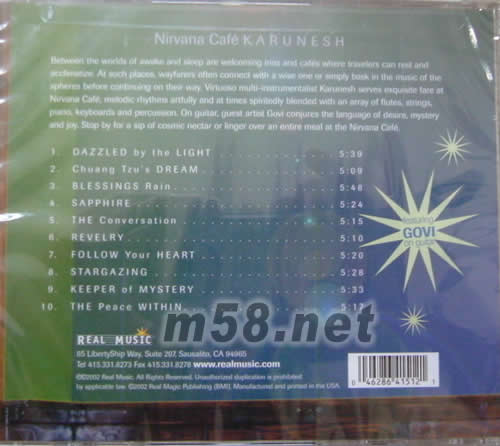 Nirvana Café KARUNESH
Between the worlds of awake and sleep are welcoming inns and cafés where travelers can rest and
acclimatize. At such places, wayfarers often connect with a wise one or simply bask in the music of the
spheres before continuing on their way. Virtuoso multi-instrumentalist Karunesh serves exquisite fare at
Nirvana Café, melodic rhythms artfully and at times spiritedly blended with an array of flutes, strings,
piano, keyboards and percussion. On guitar, guest artist Govi conjures the language of desire, mystery
and joy. Stop by for a sip of cosmic nectar or linger over an entire meal at the Nirvana Café.
1. DAZZLED by the LIGHT 5:39
2. Chuang Tzu's DREAM 5:09
3. BLESSINGS Rain 5:48
4. SAPPHIRE 5:24
5. THE Conversation 5:15
6. REVELRY 5:10
7. FOLLOW Your HEART 5:20
8. STARGAZING 5:28
9. KEEPER of MYSTERY 5:33
10. THE Peace WITHIN 5:17
featuring
GOVI
on guitar
m58.net
REAL MUSIC
85 LibertyShip Way, Suite 207, Sausalito, CA 94965
Tel 415.331.8273 Fax 415.331.8278 www.realmusic.com
©2002 Real Music. All Rights Reserved. Unauthorized duplication is prohibited
by applicable law. ©2002 Real Magic Publishing (BMI). Manufactured and printed in the USA.
0 46286 41512 1